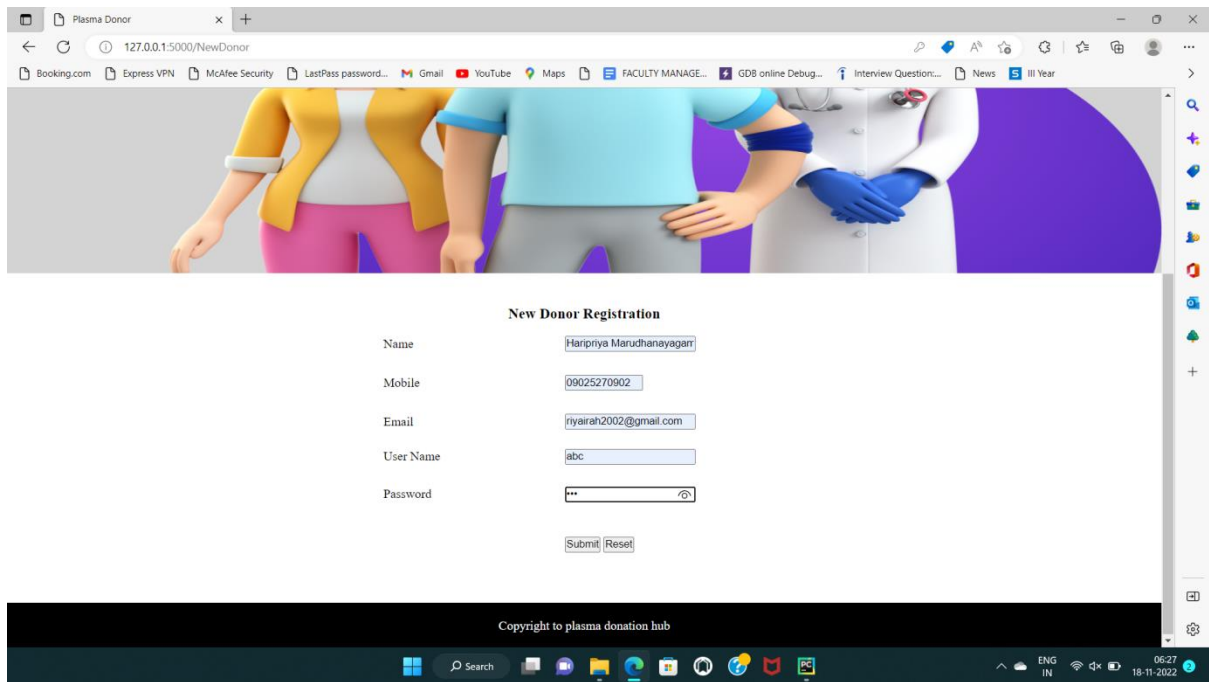 Plasma Donor
127.0.0.1:5000/NewDonor
Booking.com Express VPN McAfee Security LastPass password... Gmail YouTube Maps FACULTY MANAGE... GDB online Debug... Interview Question:... News III Year
New Donor Registration
Name Haripriya Marudhanayagam
Mobile 09025270902
Email riyairah2002@gmail.com
User Name abc
Password •••
Submit Reset
Copyright to plasma donation hub
Search ENG 06:27
IN 18-11-2022 2